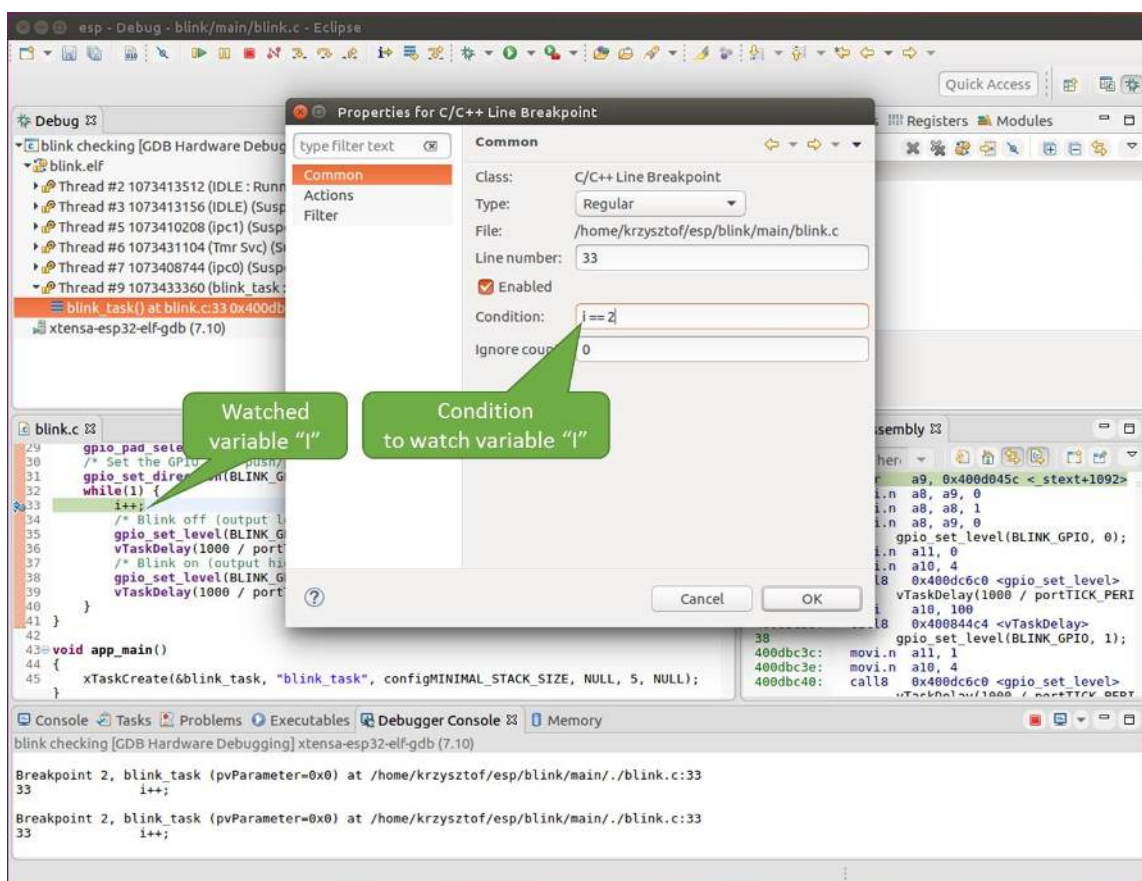 esp - Debug - blink/main/blink.c - Eclipse
Quick Access
Debug
Registers Modules
blink checking [GDB Hardware Debug
blink.elf
Thread #2 1073413512 (IDLE : Runn
Thread #3 1073413156 (IDLE) (Susp
Thread #5 1073410208 (ipc1) (Susp
Thread #6 1073431104 (Tmr Svc) (S
Thread #7 1073408744 (ipc0) (Susp
Thread #9 1073433360 (blink_task :
blink_task() at blink.c:33 0x400db
xtensa-esp32-elf-gdb (7.10)
Properties for C/C++ Line Breakpoint
type filter text
Common
Actions
Filter
Common
Class: C/C++ Line Breakpoint
Type: Regular
File: /home/krzysztof/esp/blink/main/blink.c
Line number: 33
Enabled
Condition: i == 2
Ignore coun 0
Cancel OK
Watched
variable “I”
Condition
to watch variable “I”
blink.c
29 gpio_pad_sele
30 /* Set the GPIO push/
31 gpio_set_dire on(BLINK_G
32 while(1) {
33 i++;
34 /* Blink off (output l
35 gpio_set_level(BLINK_G
36 vTaskDelay(1000 / port
37 /* Blink on (output hi
38 gpio_set_level(BLINK_G
39 vTaskDelay(1000 / port
40 }
41 }
42
43 void app_main()
44 {
45 xTaskCreate(&blink_task, "blink_task", configMINIMAL_STACK_SIZE, NULL, 5, NULL);
}
sembly
her
r a9, 0x400d045c <_stext+1092>
i.n a8, a9, 0
i.n a8, a8, 1
i.n a8, a9, 0
gpio_set_level(BLINK_GPIO, 0);
i.n a11, 0
i.n a10, 4
l8 0x400dc6c0 <gpio_set_level>
vTaskDelay(1000 / portTICK_PERI
i a10, 100
l8 0x400844c4 <vTaskDelay>
38 gpio_set_level(BLINK_GPIO, 1);
400dbc3c: movi.n a11, 1
400dbc3e: movi.n a10, 4
400dbc40: call8 0x400dc6c0 <gpio_set_level>
vTaskDelay(1000 / portTICK_PERI
Console Tasks Problems Executables Debugger Console Memory
blink checking [GDB Hardware Debugging] xtensa-esp32-elf-gdb (7.10)
Breakpoint 2, blink_task (pvParameter=0x0) at /home/krzysztof/esp/blink/main/./blink.c:33
33 i++;
Breakpoint 2, blink_task (pvParameter=0x0) at /home/krzysztof/esp/blink/main/./blink.c:33
33 i++;